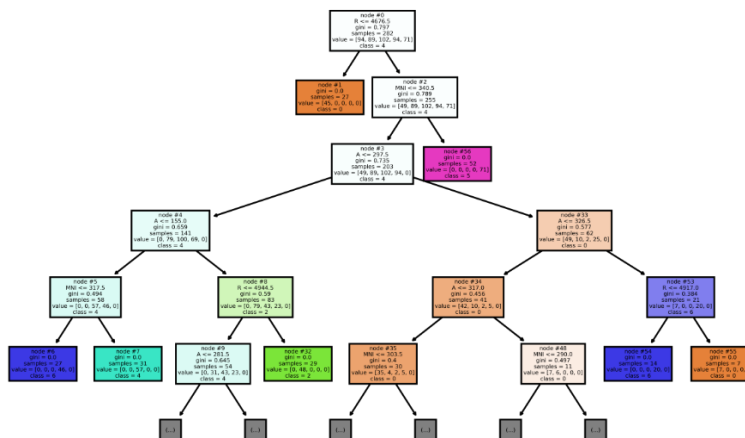 node #0
R <= 4676.5
gini = 0.797
samples = 282
value = [94, 89, 102, 94, 71]
class = 4
node #1
gini = 0.0
samples = 27
value = [45, 0, 0, 0, 0]
class = 0
node #2
MNI <= 340.5
gini = 0.789
samples = 255
value = [49, 89, 102, 94, 71]
class = 4
node #3
A <= 297.5
gini = 0.735
samples = 203
value = [49, 89, 102, 94, 0]
class = 4
node #56
gini = 0.0
samples = 52
value = [0, 0, 0, 0, 71]
class = 5
node #4
A <= 155.0
gini = 0.659
samples = 141
value = [0, 79, 100, 69, 0]
class = 4
node #33
A <= 326.5
gini = 0.577
samples = 62
value = [49, 10, 2, 25, 0]
class = 0
node #5
MNI <= 317.5
gini = 0.494
samples = 58
value = [0, 0, 57, 46, 0]
class = 4
node #8
R <= 4944.5
gini = 0.59
samples = 83
value = [0, 79, 43, 23, 0]
class = 2
node #34
A <= 317.0
gini = 0.456
samples = 41
value = [42, 10, 2, 5, 0]
class = 0
node #53
R <= 4917.0
gini = 0.384
samples = 21
value = [7, 0, 0, 20, 0]
class = 6
node #6
gini = 0.0
samples = 27
value = [0, 0, 0, 46, 0]
class = 6
node #7
gini = 0.0
samples = 31
value = [0, 0, 57, 0, 0]
class = 4
node #9
A <= 281.5
gini = 0.645
samples = 54
value = [0, 31, 43, 23, 0]
class = 4
node #32
gini = 0.0
samples = 29
value = [0, 48, 0, 0, 0]
class = 2
node #35
MNI <= 303.5
gini = 0.4
samples = 30
value = [35, 4, 2, 5, 0]
class = 0
node #48
MNI <= 290.0
gini = 0.497
samples = 11
value = [7, 6, 0, 0, 0]
class = 0
node #54
gini = 0.0
samples = 14
value = [0, 0, 0, 20, 0]
class = 6
node #55
gini = 0.0
samples = 7
value = [7, 0, 0, 0, 0]
class = 0
(...)
(...)
(...)
(...)
(...)
(...)